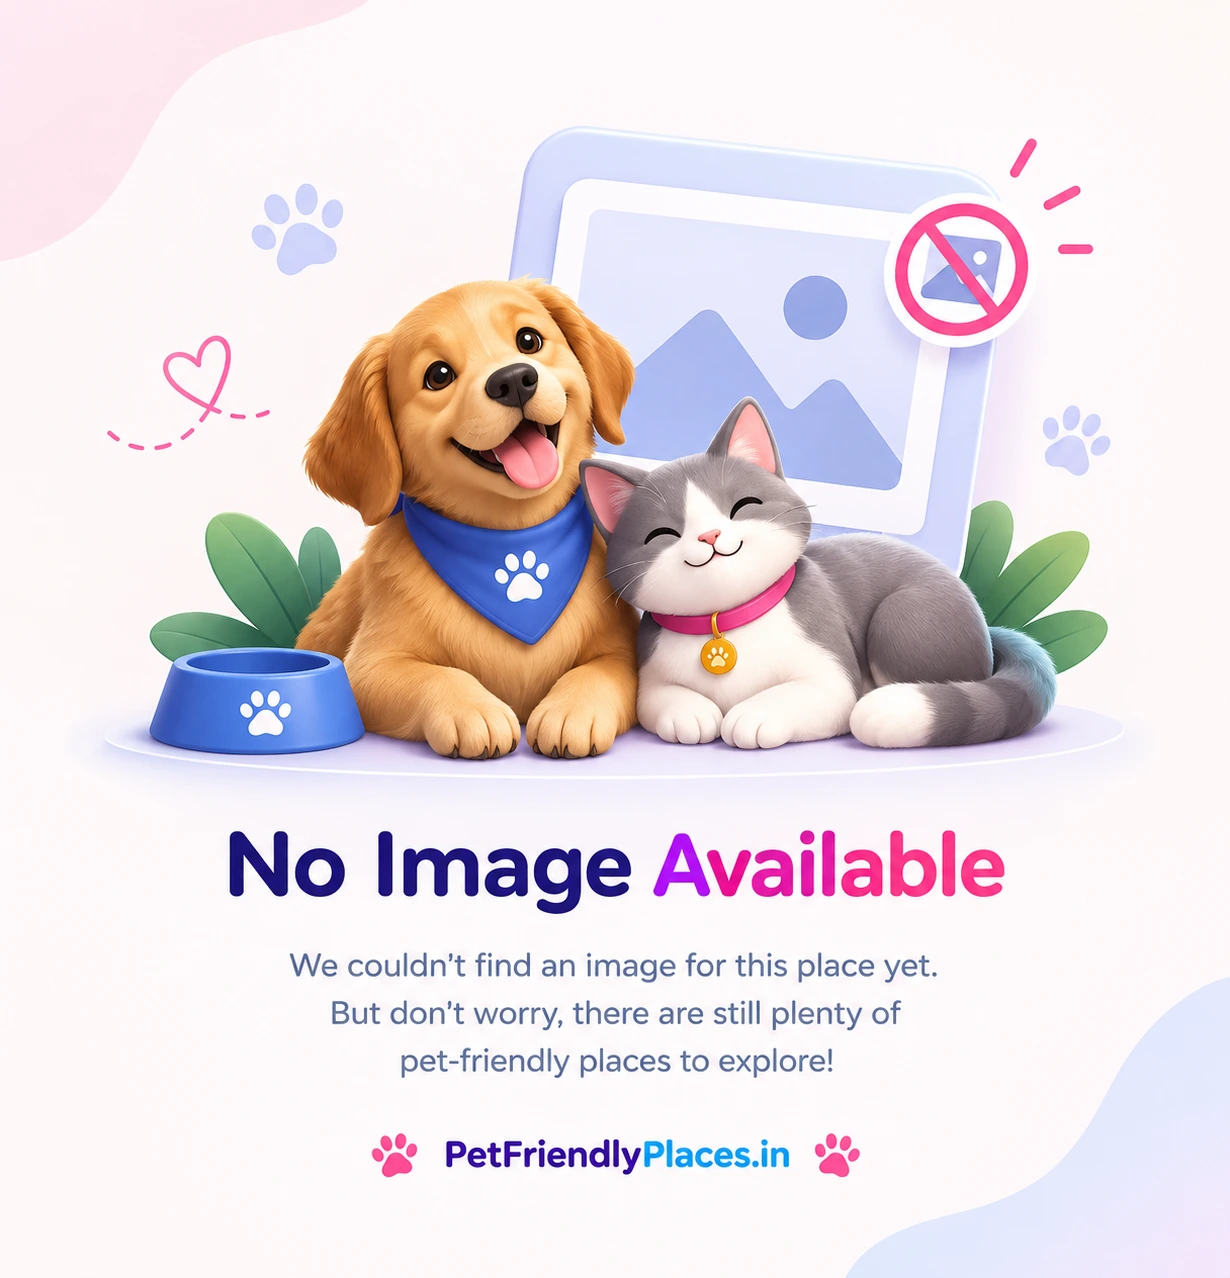 No Image Available
We couldn't find an image for this place yet.
But don't worry, there are still plenty of
pet-friendly places to explore!
PetFriendlyPlaces.in